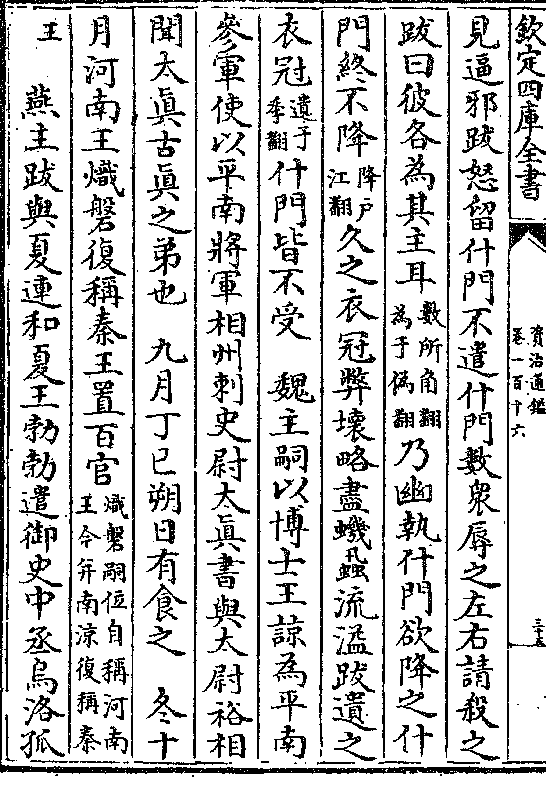 欽定四庫全書
資治通鑑
卷一百十六
三十五
見逼邪跋怒留什門不遣什門數衆辱之左右請殺之
跋曰彼各為其主耳數所角翻為于偽翻乃幽執什門欲降之什
門終不降降戸江翻久之衣冠弊壞略盡蟣蝨流溢跋遺之
衣冠遺于季翻什門皆不受　魏主嗣以博士王諒為平南
參軍使以平南將軍相州刺史尉太眞書與太尉裕相
聞太眞古眞之弟也　九月丁巳朔日有食之　冬十
月河南王熾磐復稱秦王置百官熾磐嗣位自稱河南王今年南涼復稱秦
王　燕主跋與夏連和夏王勃勃遣御史中丞烏洛孤